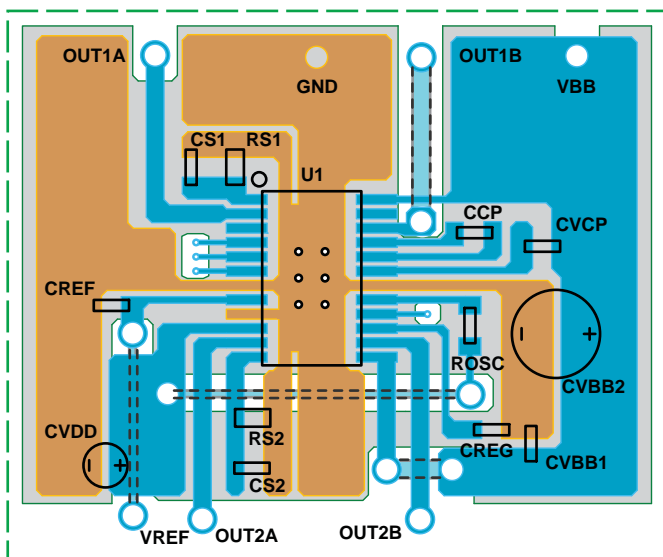 OUT1A
OUT1B
GND
VBB
CS1 RS1
U1
CCP
CVCP
CREF
ROSC
CVBB2
CVDD
RS2
CREG
CVBB1
CS2
VREF
OUT2A
OUT2B